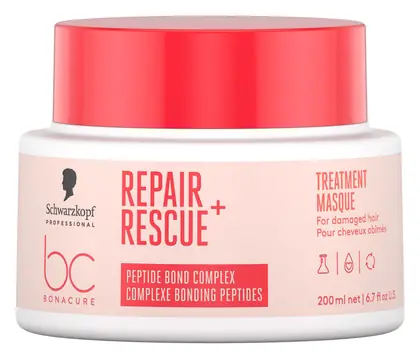 Schwarzkopf
PROFESSIONAL
bc
BONACURE
REPAIR +
RESCUE
PEPTIDE BOND COMPLEX
COMPLEXE BONDING PEPTIDES
TREATMENT
MASQUE
For damaged hair
Pour cheveux abîmés
200 ml net | 6.7 fl oz U.S.